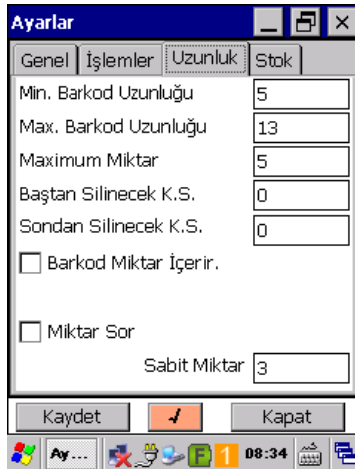 Ayarlar
Genel İşlemler Uzunluk Stok
Min. Barkod Uzunluğu 5
Max. Barkod Uzunluğu 13
Maximum Miktar 5
Baştan Silinecek K.S. 0
Sondan Silinecek K.S. 0
Barkod Miktar İçerir.
Miktar Sor
Sabit Miktar 3
Kaydet Kapat
Ay... F 1 08:34